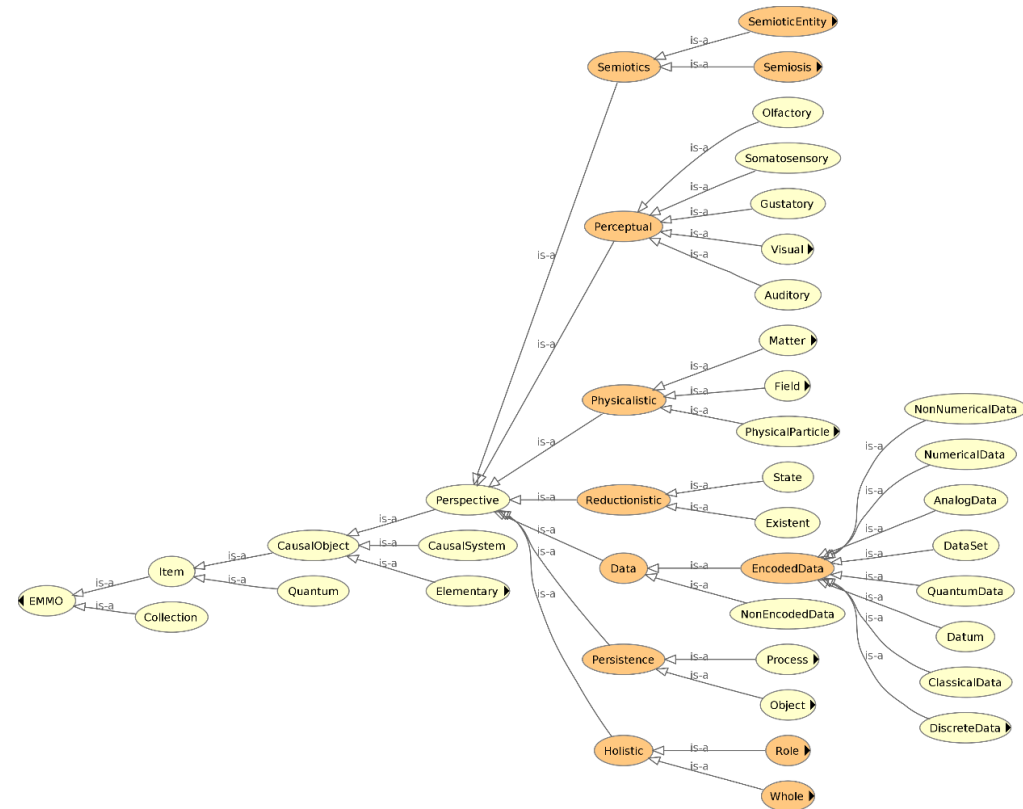 SemioticEntity
is-a
Semiotics
is-a
Semiosis
Olfactory
is-a
Somatosensory
is-a
Gustatory
is-a
Perceptual
is-a
Visual
is-a
is-a
Auditory
is-a
Matter
is-a
Field
is-a
Physicalistic
is-a
PhysicalParticle
is-a
NonNumericalData
is-a
NumericalData
is-a
State
is-a
Perspective
is-a
Reductionistic
is-a
AnalogData
is-a
Existent
is-a
is-a
CausalObject
is-a
CausalSystem
is-a
DataSet
is-a
is-a
Item
is-a
Data
is-a
EncodedData
is-a
EMMO
is-a
is-a
Quantum
is-a
Elementary
is-a
QuantumData
is-a
Collection
NonEncodedData
Datum
is-a
Persistence
is-a
Process
is-a
ClassicalData
Object
DiscreteData
Holistic
is-a
Role
is-a
Whole